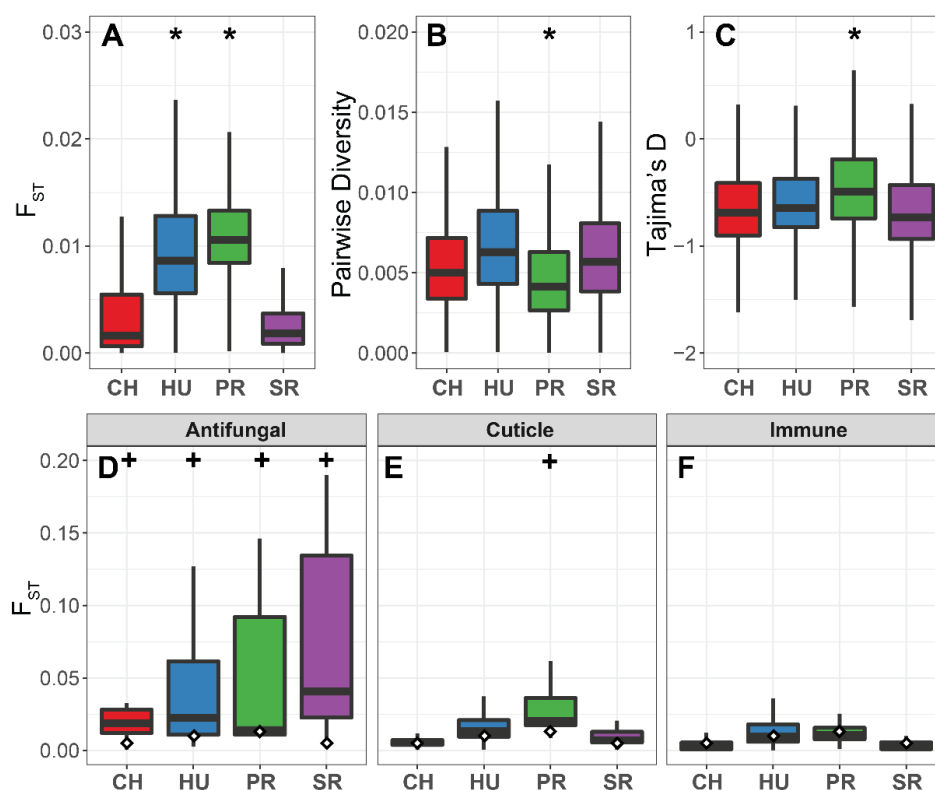 A * *
B *
C *
0.03
0.02
0.01
0.00
F_ST
CH HU PR SR
0.020
0.015
0.010
0.005
0.000
Pairwise Diversity
CH HU PR SR
0
−1
−2
Tajima's D
CH HU PR SR
Antifungal
Cuticle
Immune
D + + + +
E +
F
0.20
0.15
0.10
0.05
0.00
F_ST
CH HU PR SR
CH HU PR SR
CH HU PR SR